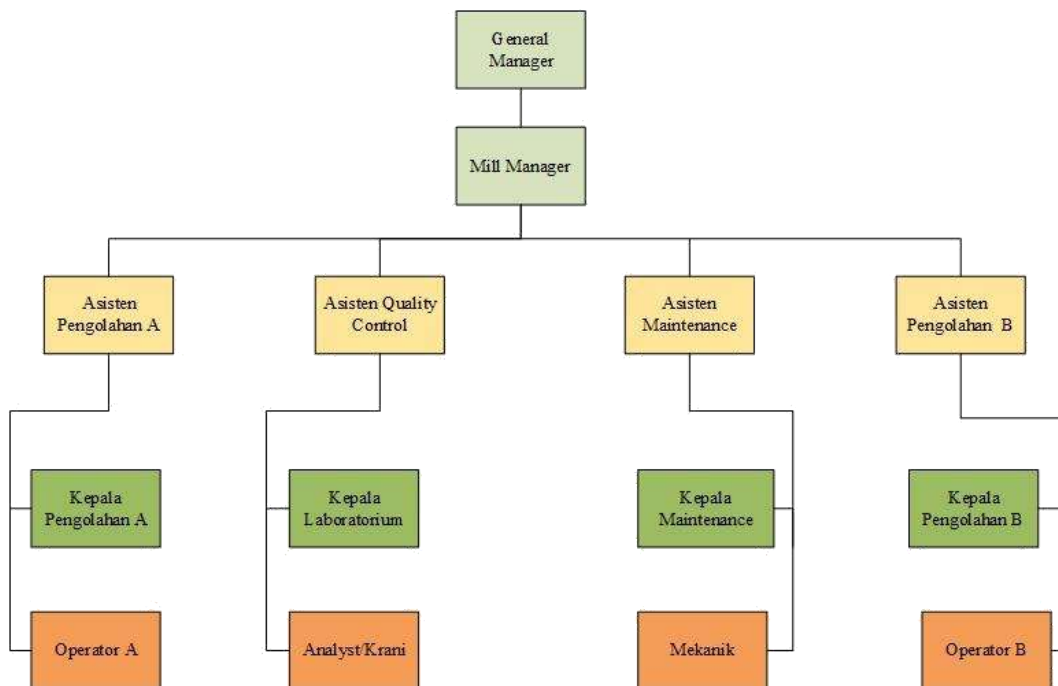 General
Manager
Mill Manager
Asisten
Pengolahan A
Asisten Quality
Control
Asisten
Maintenance
Asisten
Pengolahan B
Kepala
Pengolahan A
Kepala
Laboratorium
Kepala
Maintenance
Kepala
Pengolahan B
Operator A
Analyst/Krani
Mekanik
Operator B